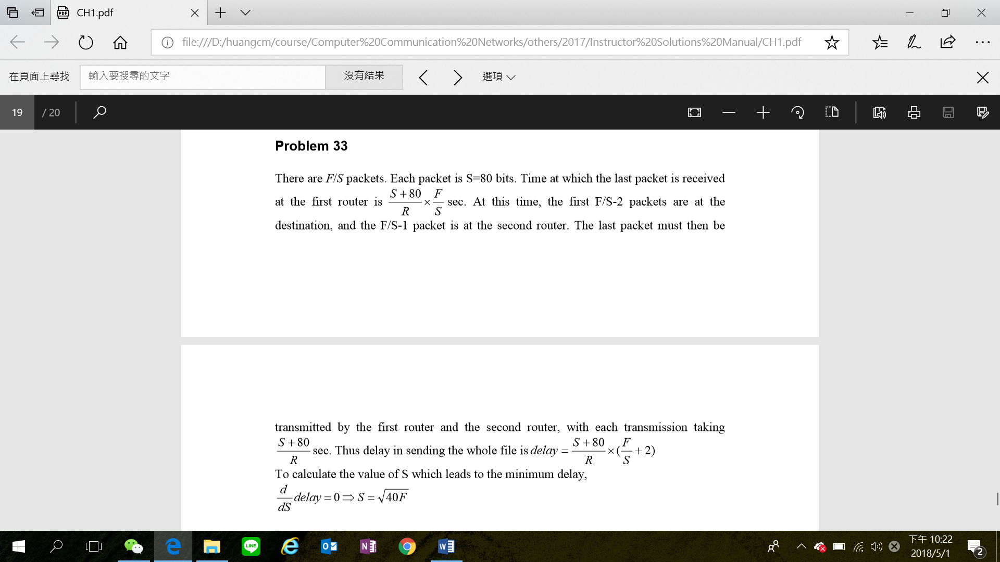 CH1.pdf
file:///D:/huangcm/course/Computer%20Communication%20Networks/others/2017/Instructor%20Solutions%20Manual/CH1.pdf
在頁面上尋找 輸入要搜尋的文字 沒有結果 選項
19 / 20
Problem 33
There are F/S packets. Each packet is S=80 bits. Time at which the last packet is received
at the first router is \frac{S+80}{R} × \frac{F}{S} sec. At this time, the first F/S-2 packets are at the
destination, and the F/S-1 packet is at the second router. The last packet must then be
transmitted by the first router and the second router, with each transmission taking
\frac{S+80}{R} sec. Thus delay in sending the whole file is delay = \frac{S+80}{R} × (\frac{F}{S} + 2)
To calculate the value of S which leads to the minimum delay,
\frac{d}{dS} delay = 0 ⇒ S = \sqrt{40F}
LINE
下午 10:22
2018/5/1
2